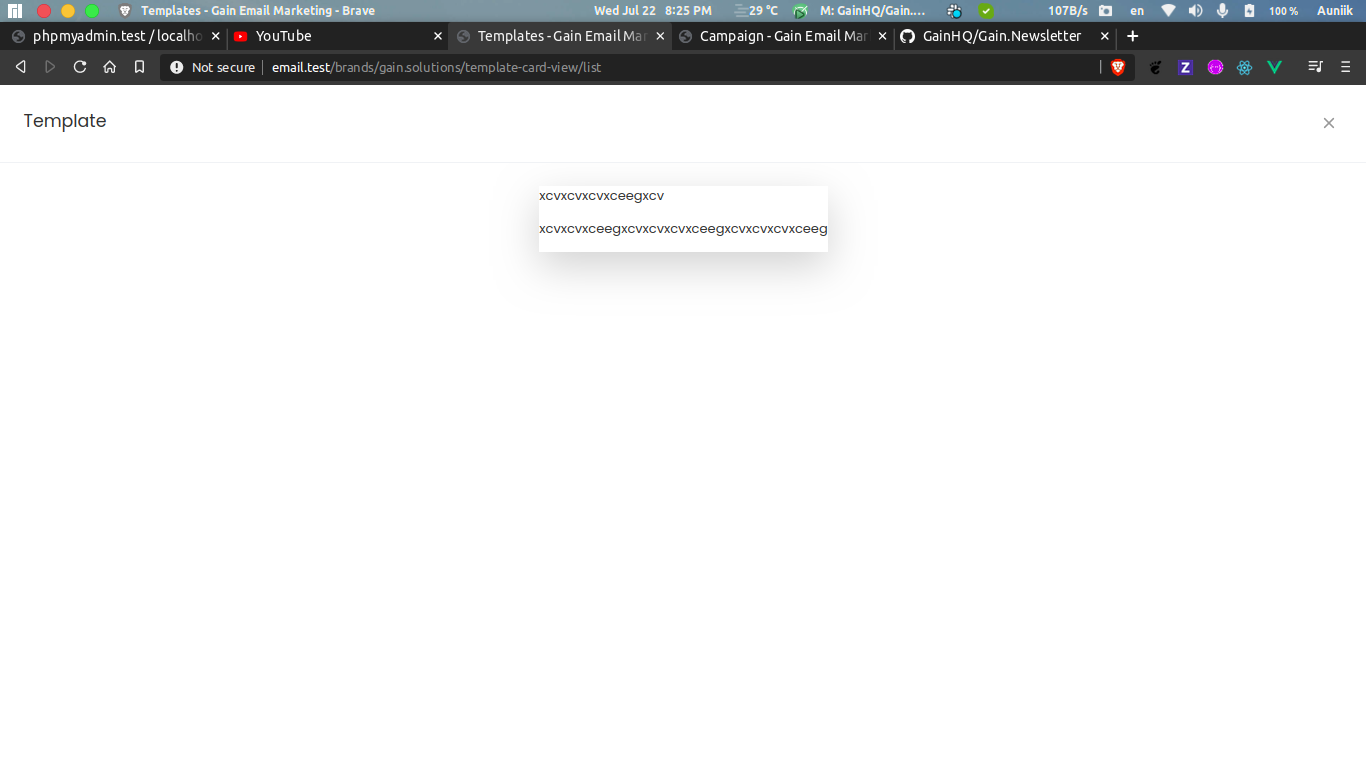 Templates - Gain Email Marketing - Brave
Wed Jul 22 8:25 PM
29 °C
M: GainHQ/Gain....
107B/s
en
100 %
Auniik
phpmyadmin.test / localho
YouTube
Templates - Gain Email Mar
Campaign - Gain Email Mar
GainHQ/Gain.Newsletter
Not secure
email.test/brands/gain.solutions/template-card-view/list
Template
xcvxcvxcvxceegxcv
xcvxcvxceegxcvxcvxcvxceegxcvxcvxcvxceeg